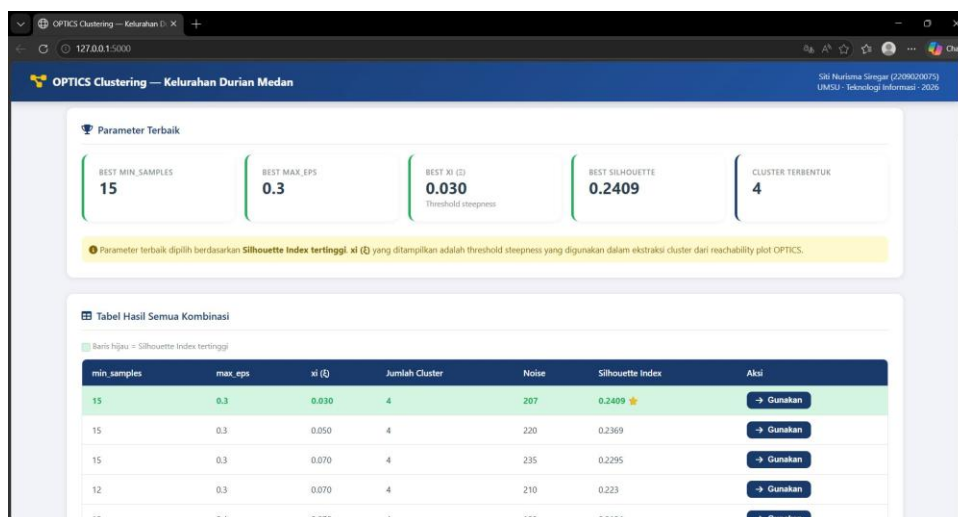 OPTICS Clustering — Kelurahan D
127.0.0.1:5000
OPTICS Clustering — Kelurahan Durian Medan
Siti Nurisma Siregar (2209020075)
UMSU - Teknologi Informasi - 2026
Parameter Terbaik
BEST MIN_SAMPLES
15
BEST MAX_EPS
0.3
BEST XI (Ξ)
0.030
Threshold steepness
BEST SILHOUETTE
0.2409
CLUSTER TERBENTUK
4
Parameter terbaik dipilih berdasarkan Silhouette Index tertinggi. xi (ξ) yang ditampilkan adalah threshold steepness yang digunakan dalam ekstraksi cluster dari reachability plot OPTICS.
Tabel Hasil Semua Kombinasi
Baris hijau = Silhouette Index tertinggi
min_samples max_eps xi (ξ) Jumlah Cluster Noise Silhouette Index Aksi
15 0.3 0.030 4 207 0.2409 → Gunakan
15 0.3 0.050 4 220 0.2369 → Gunakan
15 0.3 0.070 4 235 0.2295 → Gunakan
12 0.3 0.070 4 210 0.223 → Gunakan